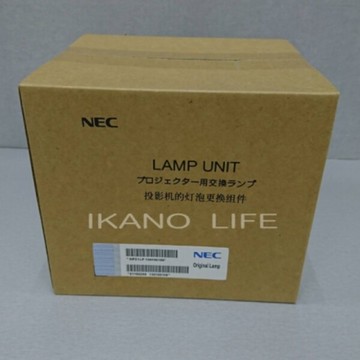 NEC
LAMP UNIT
プロジェクター用交換ランプ
投影机的灯泡更换组件
IKANO LIFE
NEC
Original Lamp